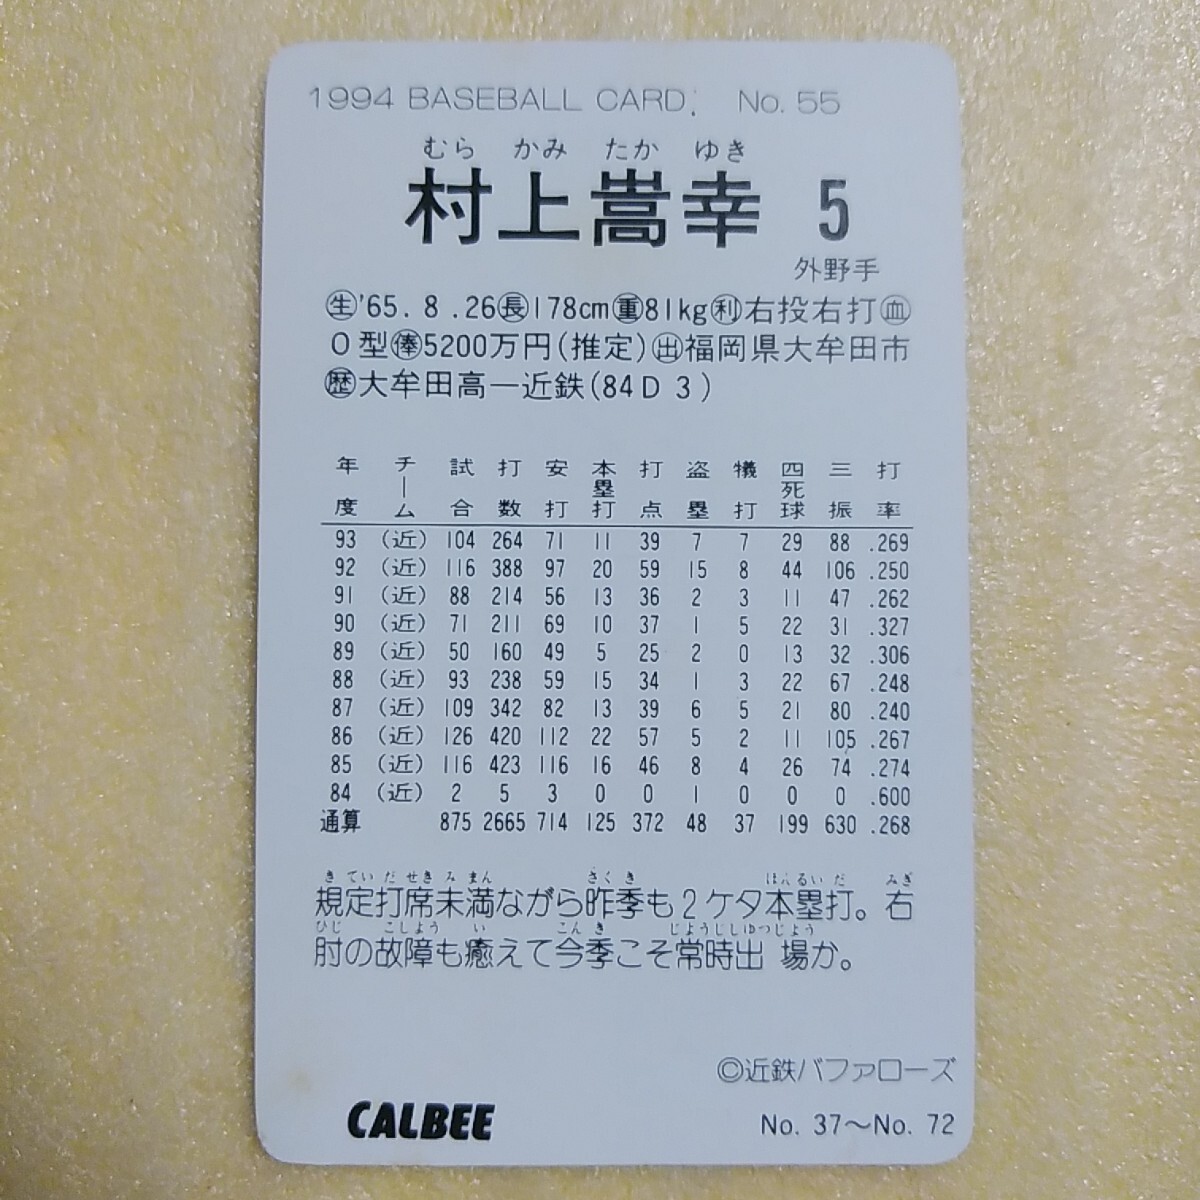 1994 BASEBALL CARD. No. 55
むら かみ たか ゆき
村上嵩幸 5
外野手
生'65. 8 .26長178cm重81kg利右投右打血
O型俸5200万円(推定)出福岡県大牟田市
歴大牟田高―近鉄(84D3)
年度 チーム 試合 打数 安打 本塁打 打点 盗塁 犠打 四死球 三振 打率
93 (近) 104 264 71 11 39 7 7 29 88 .269
92 (近) 116 388 97 20 59 15 8 44 106 .250
91 (近) 88 214 56 13 36 2 3 11 47 .262
90 (近) 71 211 69 10 37 1 5 22 31 .327
89 (近) 50 160 49 5 25 2 0 13 32 .306
88 (近) 93 238 59 15 34 1 3 22 67 .248
87 (近) 109 342 82 13 39 6 5 21 80 .240
86 (近) 126 420 112 22 57 5 2 11 105 .267
85 (近) 116 423 116 16 46 8 4 26 74 .274
84 (近) 2 5 3 0 0 1 0 0 0 .600
通算 875 2665 714 125 372 48 37 199 630 .268
きていだせきみまん さくき ほんるいだ みぎ
規定打席未満ながら昨季も2ケタ本塁打。右
ひじ こしょう い こんき じょうじしゅつじょう
肘の故障も癒えて今季こそ常時出場か。
©近鉄バファローズ
CALBEE
No. 37～No. 72